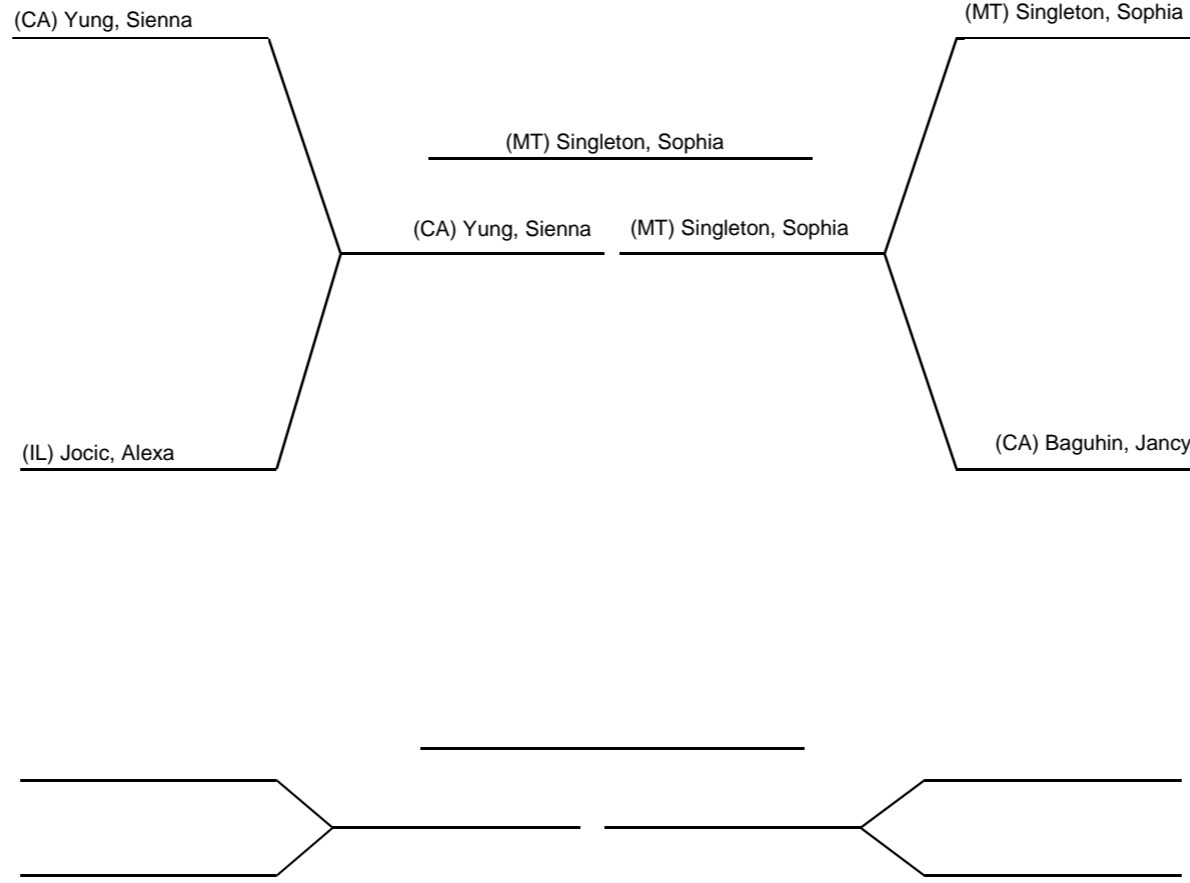 (CA) Yung, Sienna
(MT) Singleton, Sophia
(MT) Singleton, Sophia
(CA) Yung, Sienna
(MT) Singleton, Sophia
(IL) Jocic, Alexa
(CA) Baguhin, Jancy